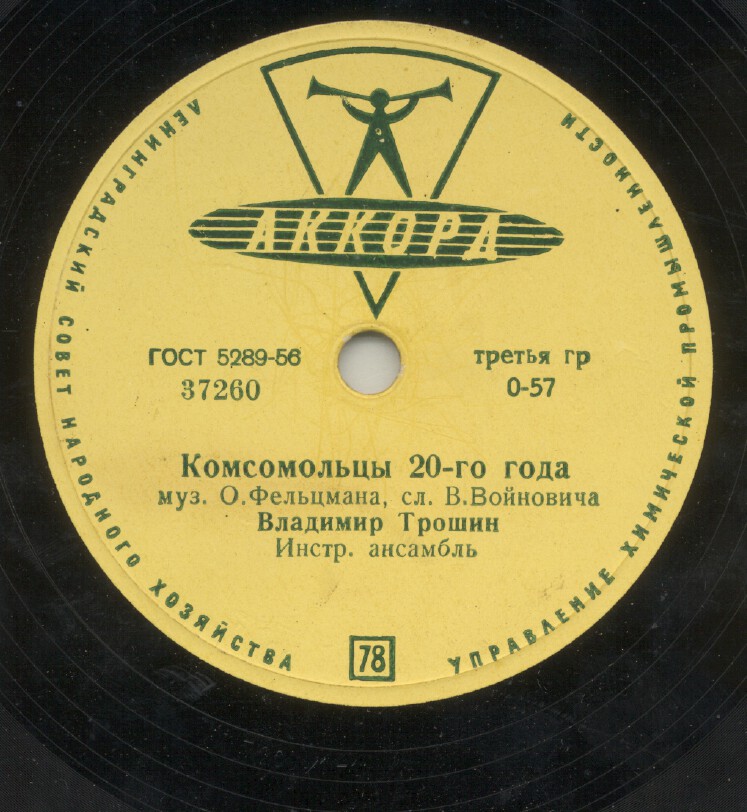 АККОРД
ЛЕНИНГРАДСКИЙ СОВЕТ НАРОДНОГО ХОЗЯЙСТВА
УПРАВЛЕНИЕ ХИМИЧЕСКОЙ ПРОМЫШЛЕННОСТИ
ГОСТ 5289-56
37260
третья гр
0-57
Комсомольцы 20-го года
муз. О.Фельцмана, сл. В.Войновича
Владимир Трошин
Инстр. ансамбль
78